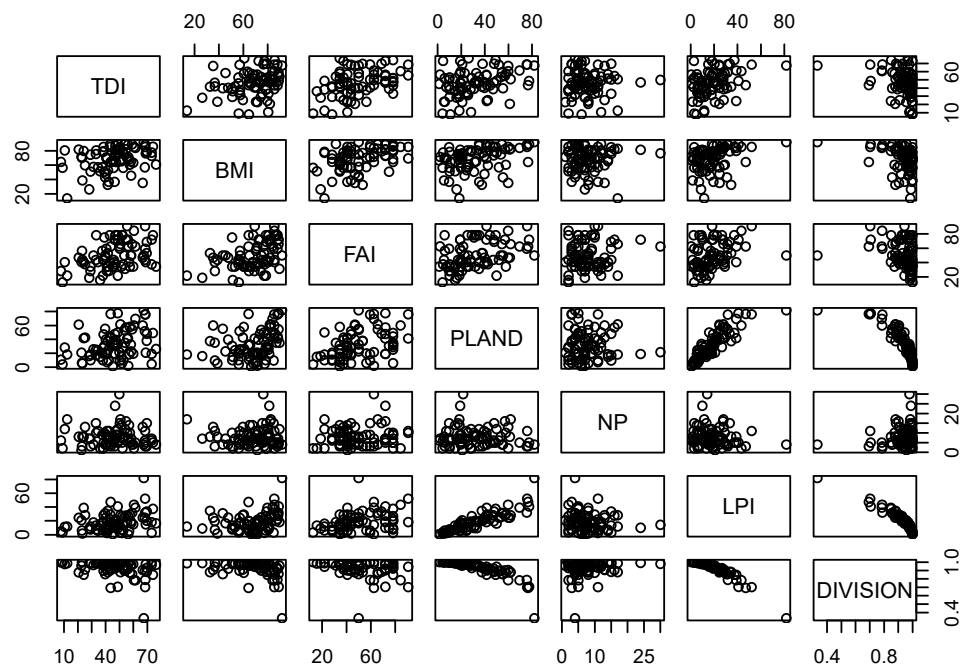 20 60 0 40 80 0 40 80
TDI 10 60
20 80 BMI
FAI 20 80
0 60 PLAND
NP 0 20
0 60 LPI
DIVISION 0.4 1.0
10 40 70 20 60 0 10 25 0.4 0.8